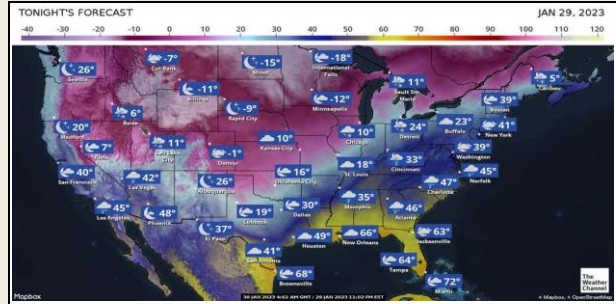 TONIGHT'S FORECAST
JAN 29, 2023
-40 -30 -20 -10 0 10 20 30 40 50 60 70 80 90 100 110 120
26°
Seattle
-7°
Cut Bank
-15°
Minot
-18°
International
Falls
11°
Sault Ste
Marie
5°
Caribou
-11°
Billings
-9°
Rapid City
-12°
Minneapolis
39°
Boston
6°
Boise
20°
Medford
7°
Reno
11°
Salt Lake
City
-1°
Denver
10°
Kansas City
10°
Chicago
24°
Detroit
23°
Buffalo
41°
New York
39°
Washington
40°
San Francisco
42°
Las Vegas
26°
Albuquerque
16°
Oklahoma City
18°
St. Louis
33°
Cincinnati
45°
Norfolk
45°
Los Angeles
48°
Phoenix
37°
El Paso
19°
Lubbock
30°
Dallas
35°
Memphis
46°
Atlanta
47°
Charlotte
41°
San Antonio
49°
Houston
66°
New Orleans
63°
Jacksonville
68°
Brownsville
64°
Tampa
72°
Miami
The
Weather
Channel
Mapbox
30 JAN 2023 4:02 AM GMT / 29 JAN 2023 11:02 PM EST
© Mapbox, © OpenStreetMap